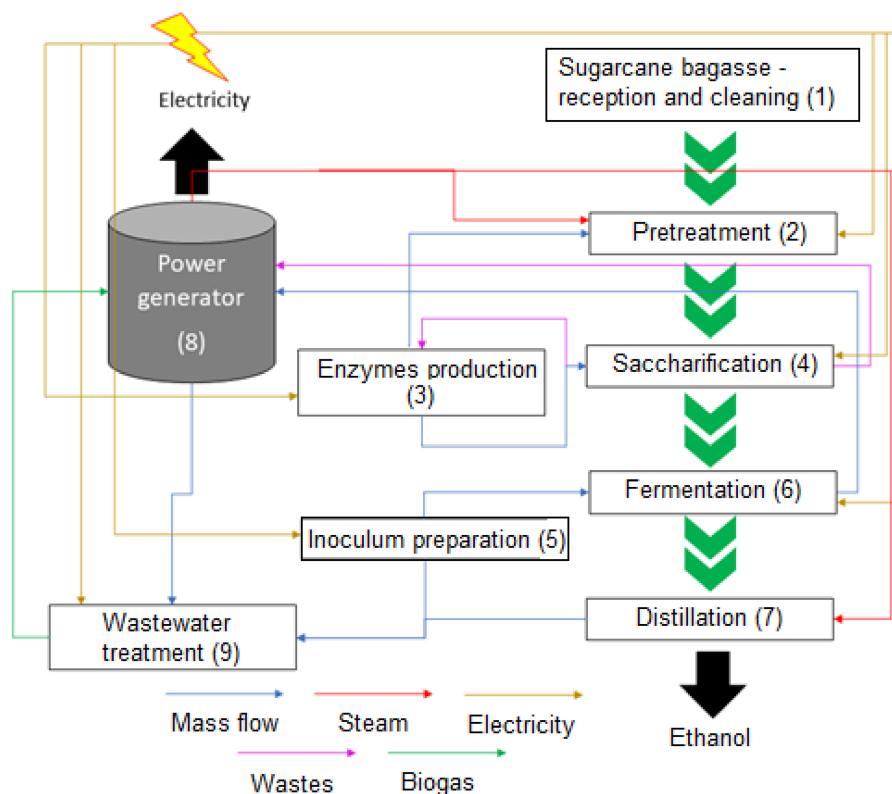 Electricity
Sugarcane bagasse -
reception and cleaning (1)
Pretreatment (2)
Power
generator
(8)
Enzymes production
(3)
Saccharification (4)
Fermentation (6)
Inoculum preparation (5)
Distillation (7)
Wastewater
treatment (9)
Mass flow
Steam
Electricity
Ethanol
Wastes
Biogas